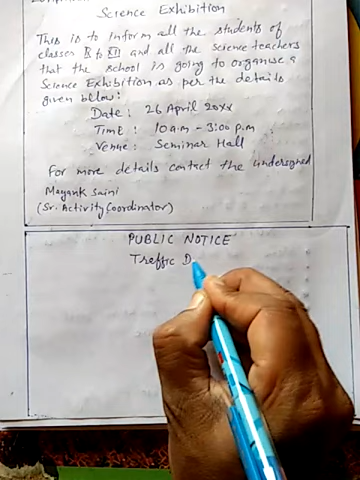 Science Exhibition
This is to inform all the students of
classes X to XII and all the science teachers
that the school is going to organise a
Science Exhibition as per the details
given below:
Date : 26 April 20xx
Time : 10 a.m - 3:00 p.m
Venue : Seminar Hall
For more details contact the undersigned
Mayank Saini
(Sr. Activity Coordinator)
PUBLIC NOTICE
Traffic D